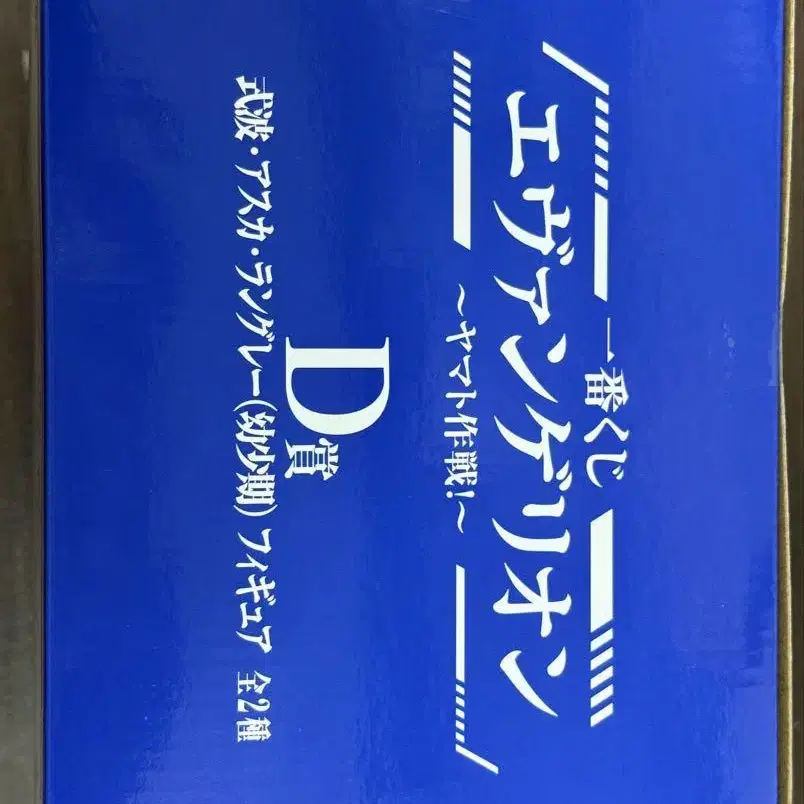 一番くじ
エヴァンゲリオン
～ヤマト作戦!～
D賞
式波・アスカ・ラングレー(幼少期)フィギュア 全2種